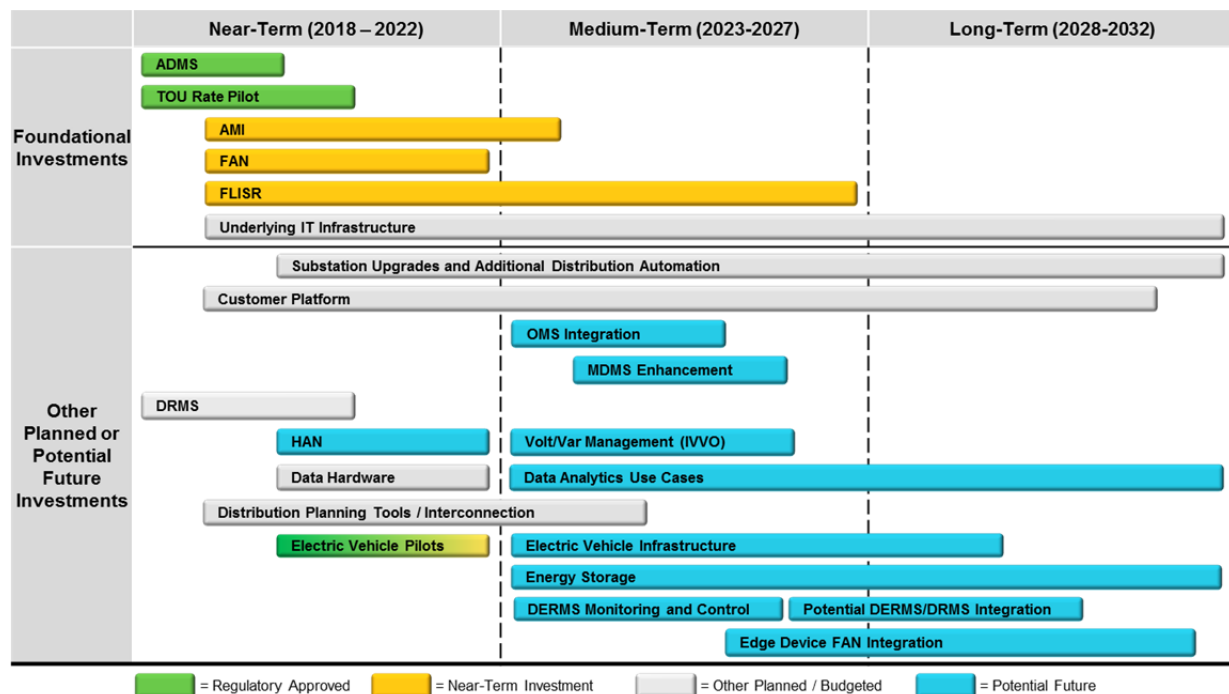 Near-Term (2018 – 2022)
Medium-Term (2023-2027)
Long-Term (2028-2032)
Foundational
Investments
ADMS
TOU Rate Pilot
AMI
FAN
FLISR
Underlying IT Infrastructure
Other
Planned or
Potential
Future
Investments
Substation Upgrades and Additional Distribution Automation
Customer Platform
OMS Integration
MDMS Enhancement
DRMS
HAN
Volt/Var Management (IVVO)
Data Hardware
Data Analytics Use Cases
Distribution Planning Tools / Interconnection
Electric Vehicle Pilots
Electric Vehicle Infrastructure
Energy Storage
DERMS Monitoring and Control
Potential DERMS/DRMS Integration
Edge Device FAN Integration
= Regulatory Approved
= Near-Term Investment
= Other Planned / Budgeted
= Potential Future